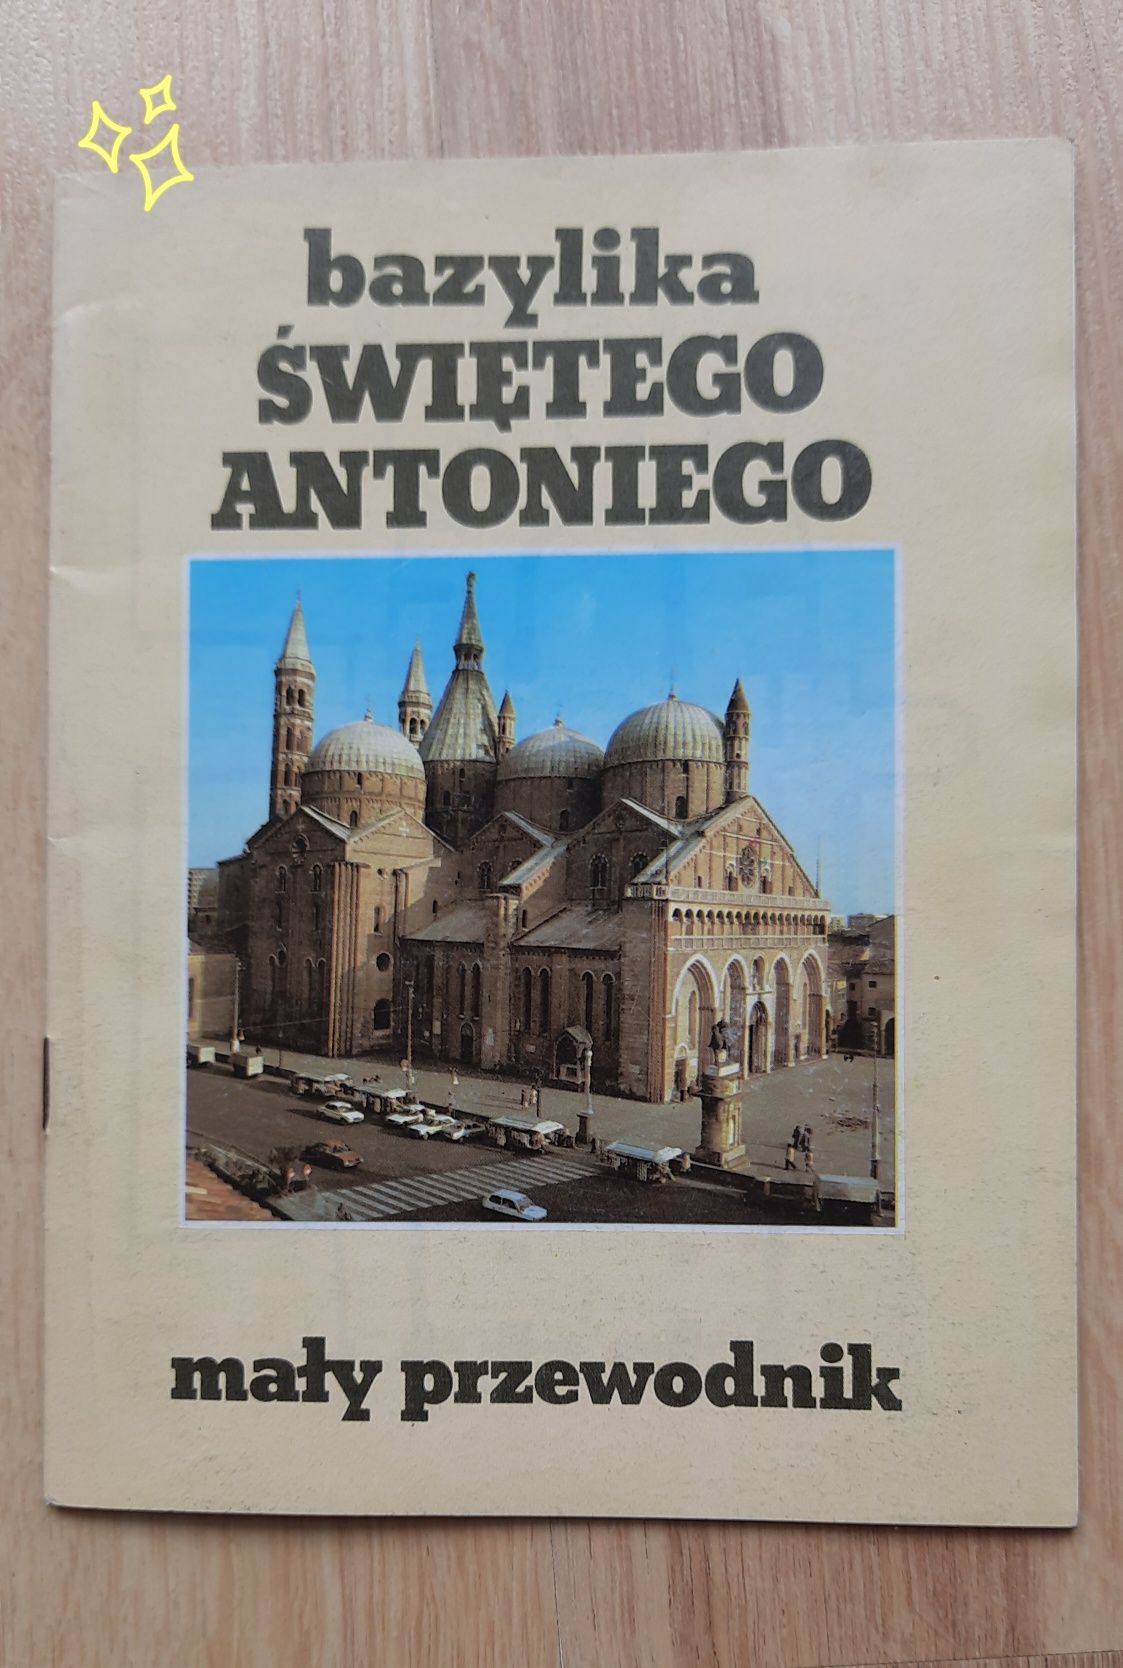 bazylika
ŚWIĘTEGO
ANTONIEGO
mały przewodnik